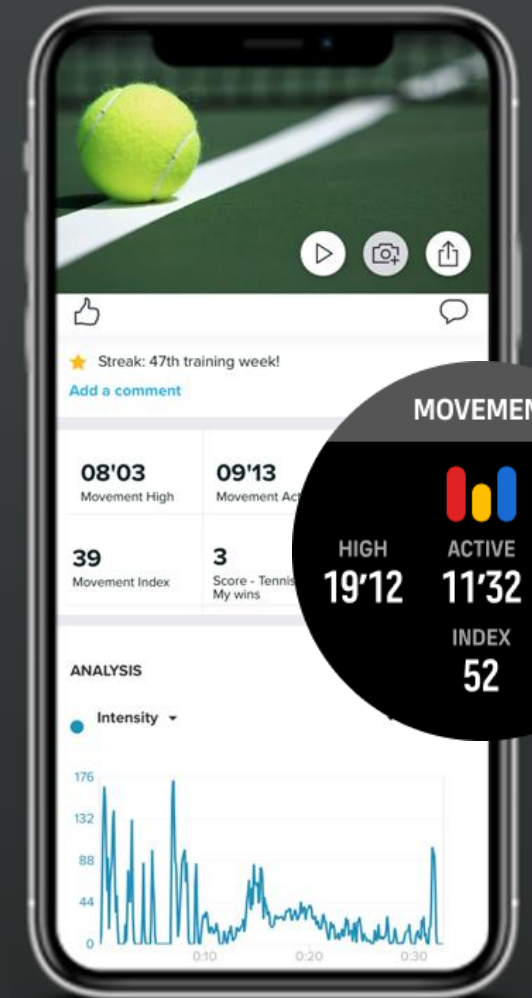 Streak: 47th training week!
Add a comment
08'03
Movement High
09'13
Movement Act
39
Movement Index
3
Score - Tennis
My wins
MOVEMEN
HIGH
19'12
ACTIVE
11'32
INDEX
52
ANALYSIS
Intensity
176
132
88
44
0
0:10
0:20
0:30